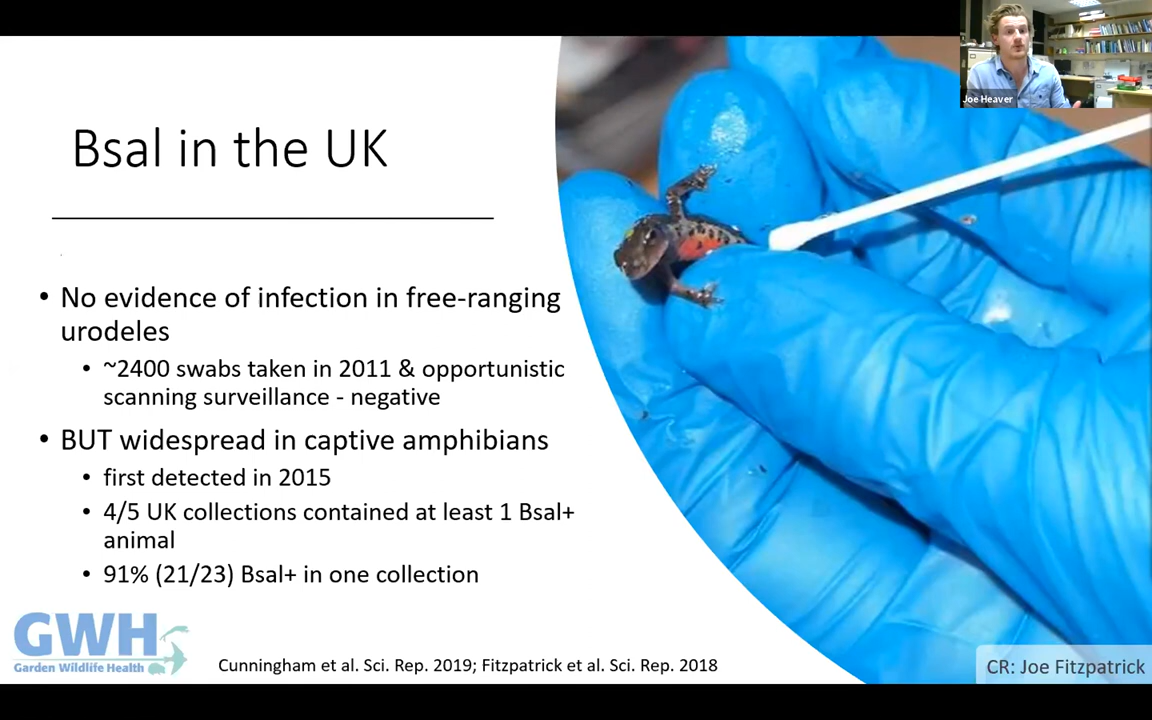 Joe Heaver
Bsal in the UK
• No evidence of infection in free-ranging
urodeles
• ~2400 swabs taken in 2011 & opportunistic
scanning surveillance - negative
• BUT widespread in captive amphibians
• first detected in 2015
• 4/5 UK collections contained at least 1 Bsal+
animal
• 91% (21/23) Bsal+ in one collection
GWH
Garden Wildlife Health
Cunningham et al. Sci. Rep. 2019; Fitzpatrick et al. Sci. Rep. 2018
CR: Joe Fitzpatrick